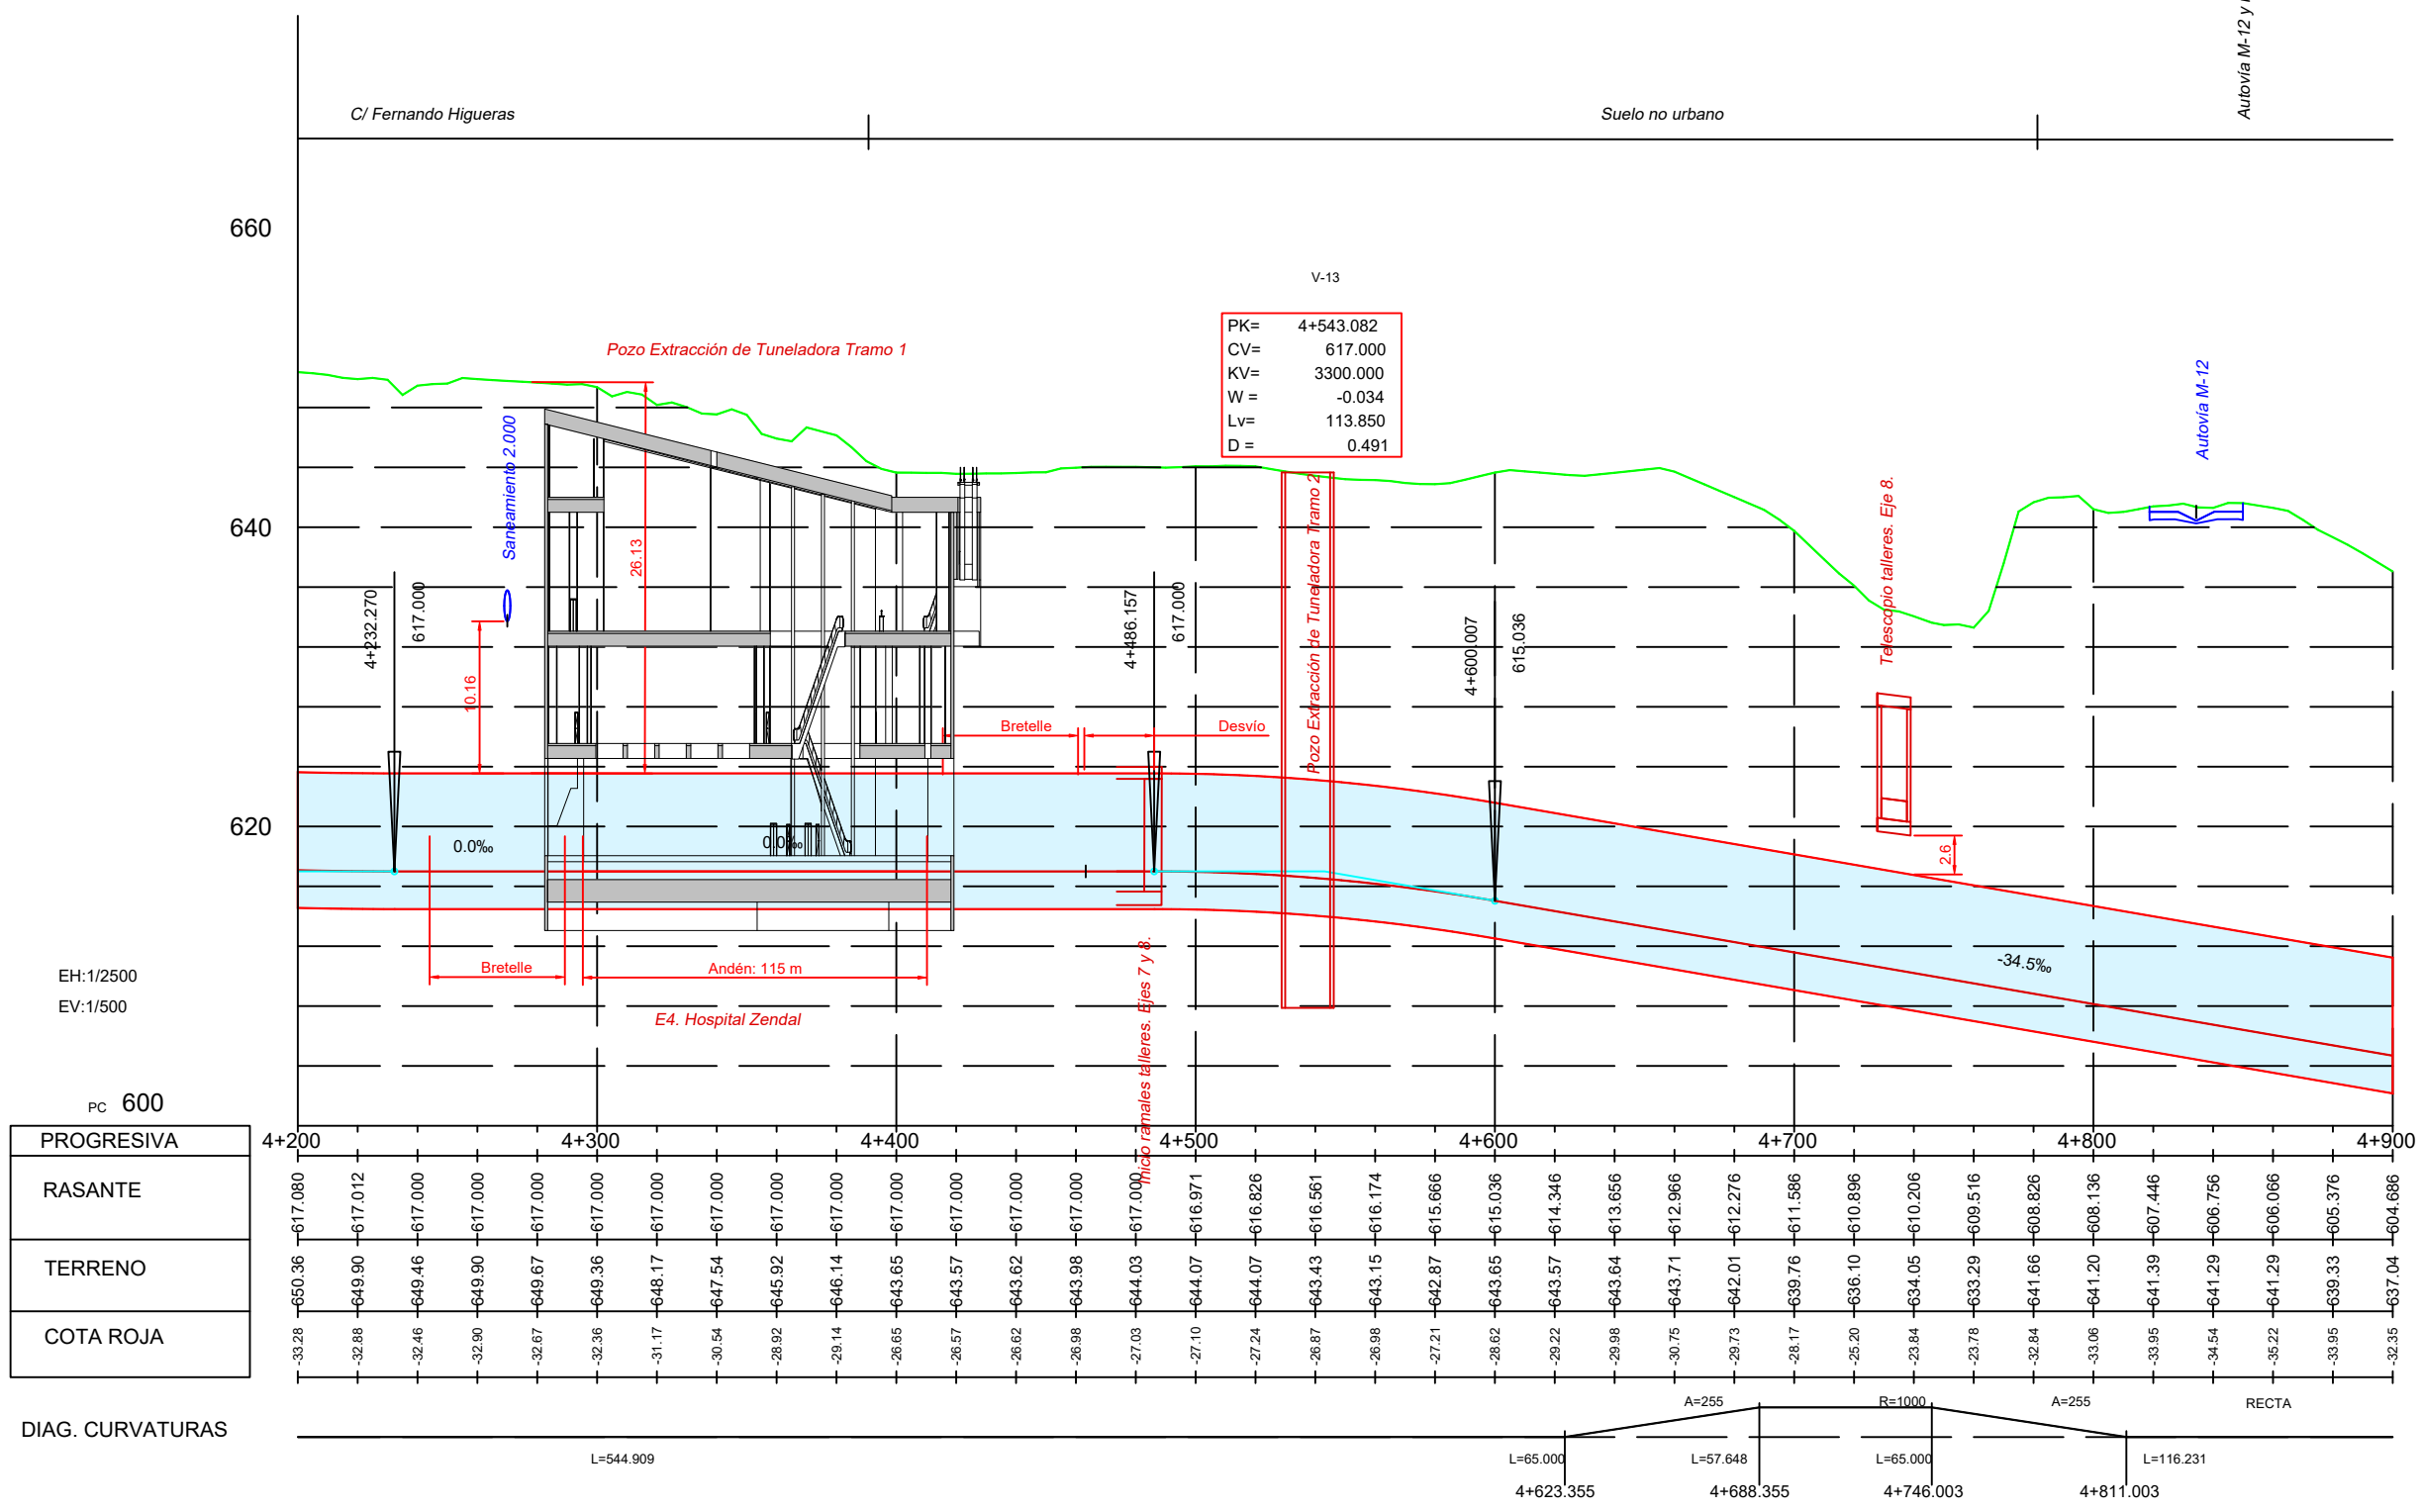 Autovía M-12 y
C/ Fernando Higueras
Suelo no urbano
660
V-13
PK= 4+543.082
CV= 617.000
KV= 3300.000
W = -0.034
Lv= 113.850
D = 0.491
Pozo Extracción de Tuneladora Tramo 1
Autovía M-12
Saneamiento 2.000
Pozo Extracción de Tuneladora Tramo 2
Telescopio talleres. Eje 8.
640
26.13
4+232.270
617.000
10.16
4+486.157
617.000
4+600.007
615.036
Bretelle
Desvío
620
0.0‰
0.0‰
2.6
Bretelle
Andén: 115 m
-34.5‰
E4. Hospital Zendal
Inicio ramales talleres. Ejes 7 y 8.
EH:1/2500
EV:1/500
PC 600
PROGRESIVA 4+200 4+300 4+400 4+500 4+600 4+700 4+800 4+900
RASANTE 617.080 617.012 617.000 617.000 617.000 617.000 617.000 617.000 617.000 617.000 617.000 617.000 617.000 617.000 617.000 616.971 616.826 616.561 616.174 615.666 615.036 614.346 613.656 612.966 612.276 611.586 610.896 610.206 609.516 608.826 608.136 607.446 606.756 606.066 605.376 604.686
TERRENO 650.36 649.90 649.46 649.90 649.67 649.36 648.17 647.54 645.92 646.14 643.65 643.57 643.62 643.98 644.03 644.07 644.07 643.43 643.15 642.87 643.65 643.57 643.64 643.71 642.01 639.76 636.10 634.05 633.29 641.66 641.20 641.39 641.29 641.29 639.33 637.04
COTA ROJA -33.28 -32.88 -32.46 -32.90 -32.67 -32.36 -31.17 -30.54 -28.92 -29.14 -26.65 -26.57 -26.62 -26.98 -27.03 -27.10 -27.24 -26.87 -26.98 -27.21 -28.62 -29.22 -29.98 -30.75 -29.73 -28.17 -25.20 -23.84 -23.78 -32.84 -33.06 -33.95 -34.54 -35.22 -33.95 -32.35
A=255 R=1000 A=255 RECTA
DIAG. CURVATURAS
L=544.909 L=65.000 L=57.648 L=65.000 L=116.231
4+623.355 4+688.355 4+746.003 4+811.003